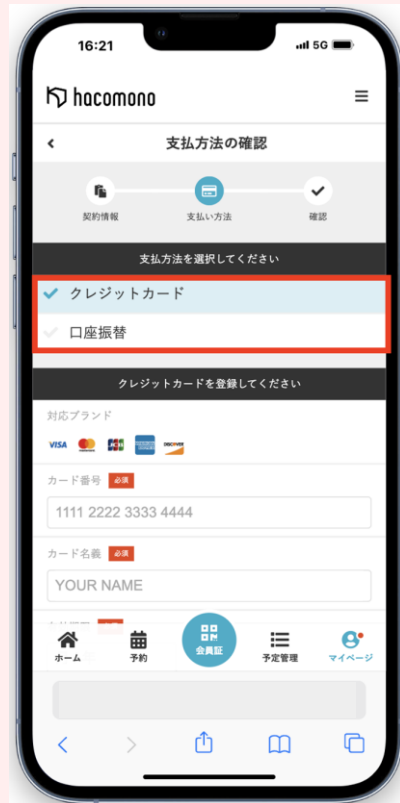 16:21
5G
hacomono
支払方法の確認
契約情報
支払い方法
確認
支払方法を選択してください
クレジットカード
口座振替
クレジットカードを登録してください
対応ブランド
VISA
JCB
DISCOVER
カード番号 必須
1111 2222 3333 4444
カード名義 必須
YOUR NAME
ホーム
予約
会員証
予定管理
マイページ